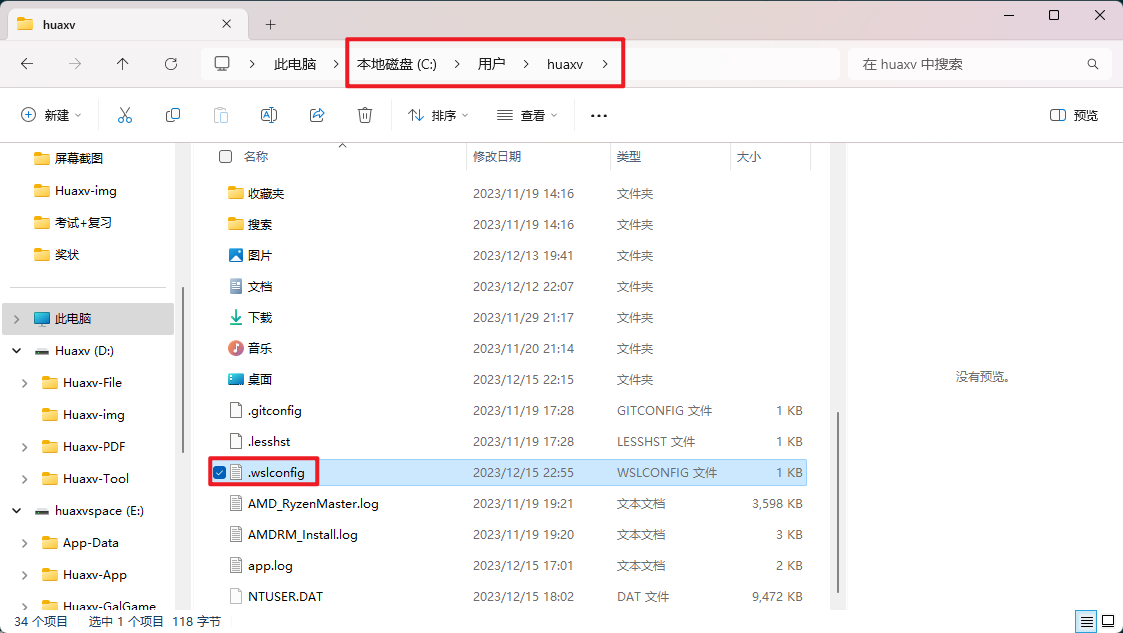 huaxv
此电脑 本地磁盘 (C:) 用户 huaxv 在 huaxv 中搜索
新建 排序 查看 预览
名称 修改日期 类型 大小
屏幕截图
Huaxv-img
考试+复习
奖状
此电脑
Huaxv (D:)
Huaxv-File
Huaxv-img
Huaxv-PDF
Huaxv-Tool
huaxvspace (E:)
App-Data
Huaxv-App
Huaxv-GalGame
收藏夹 2023/11/19 14:16 文件夹
搜索 2023/11/19 14:16 文件夹
图片 2023/12/13 19:41 文件夹
文档 2023/12/12 22:07 文件夹
下载 2023/11/29 21:17 文件夹
音乐 2023/11/20 21:14 文件夹
桌面 2023/12/15 22:15 文件夹
.gitconfig 2023/11/19 17:28 GITCONFIG 文件 1 KB
.lesshst 2023/11/19 17:28 LESSHST 文件 1 KB
.wslconfig 2023/12/15 22:55 WSLCONFIG 文件 1 KB
AMD_RyzenMaster.log 2023/11/19 19:21 文本文档 3,598 KB
AMDRM_Install.log 2023/11/19 19:20 文本文档 3 KB
app.log 2023/12/15 17:01 文本文档 2 KB
NTUSER.DAT 2023/12/15 18:02 DAT 文件 9,472 KB
没有预览。
34 个项目 选中 1 个项目 118 字节